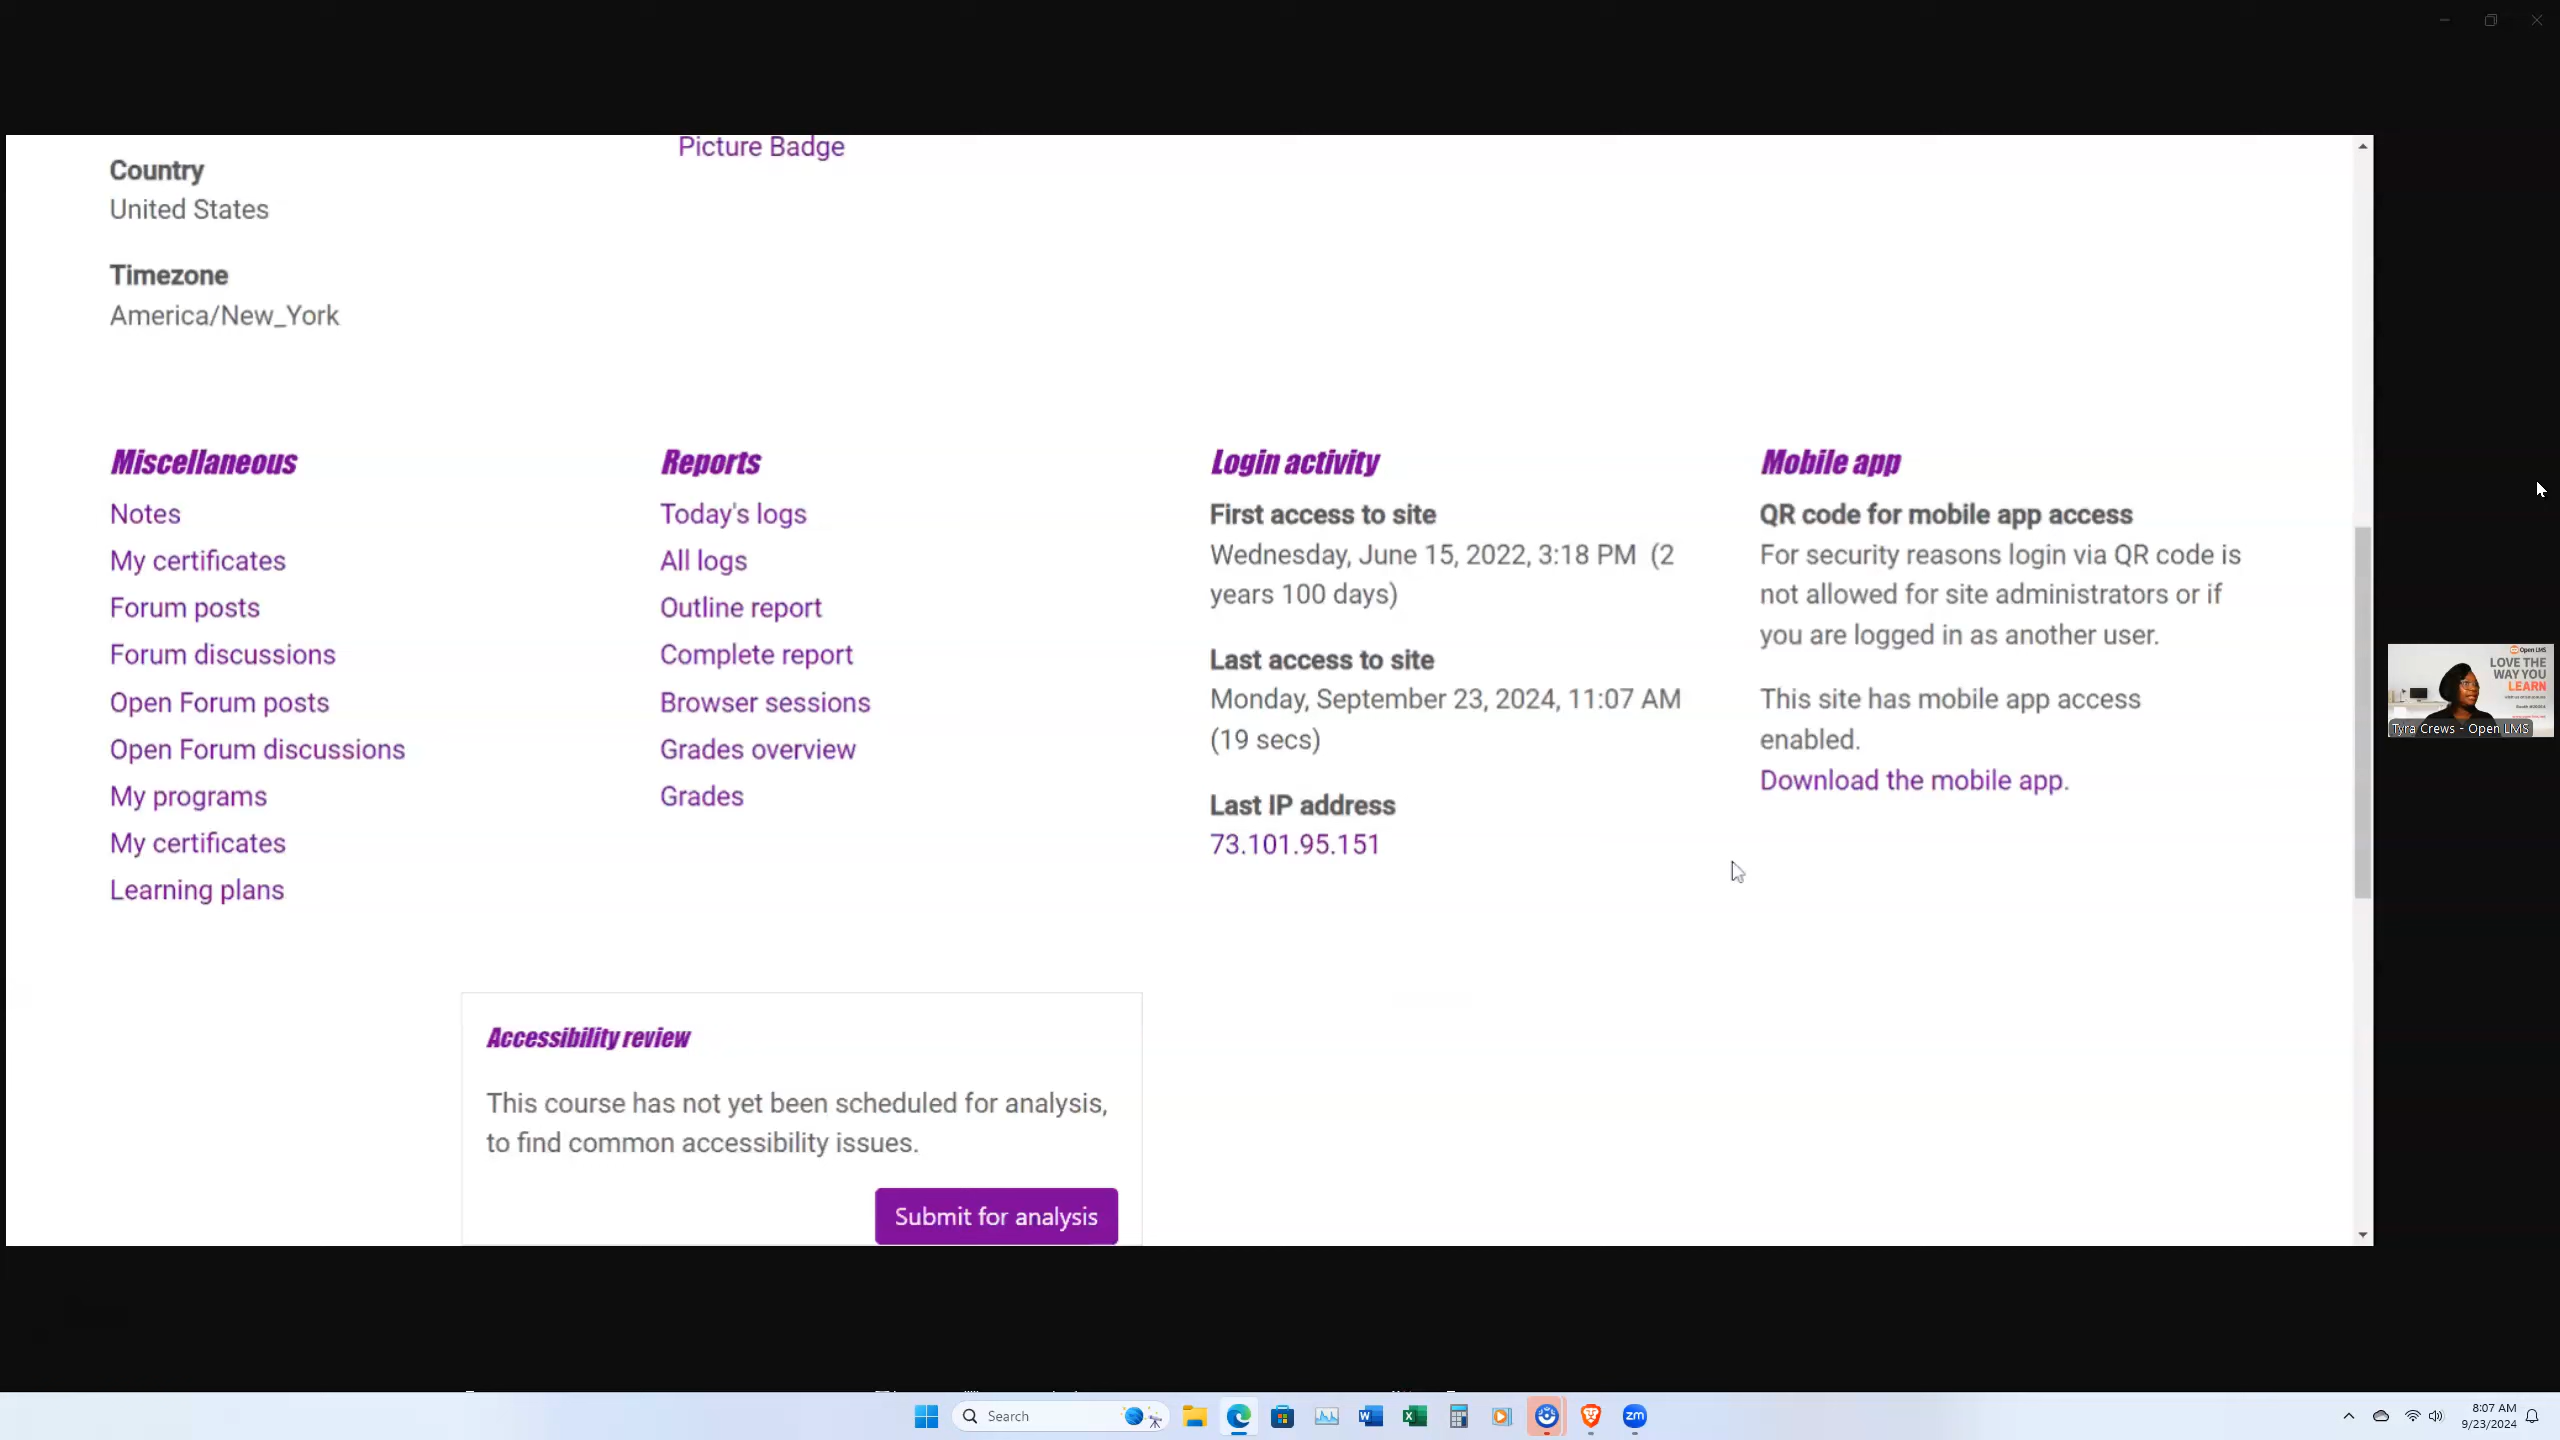 Picture Badge
Country
United States
Timezone
America/New_York
Miscellaneous
Notes
My certificates
Forum posts
Forum discussions
Open Forum posts
Open Forum discussions
My programs
My certificates
Learning plans
Reports
Today's logs
All logs
Outline report
Complete report
Browser sessions
Grades overview
Grades
Login activity
First access to site
Wednesday, June 15, 2022, 3:18 PM (2
years 100 days)
Last access to site
Monday, September 23, 2024, 11:07 AM
(19 secs)
Last IP address
73.101.95.151
Mobile app
QR code for mobile app access
For security reasons login via QR code is
not allowed for site administrators or if
you are logged in as another user.
This site has mobile app access
enabled.
Download the mobile app.
Accessibility review
This course has not yet been scheduled for analysis,
to find common accessibility issues.
Submit for analysis
Open LMS
LOVE THE
WAY YOU
LEARN
Tyra Crews - Open LMS
Search
zm
8:07 AM
9/23/2024